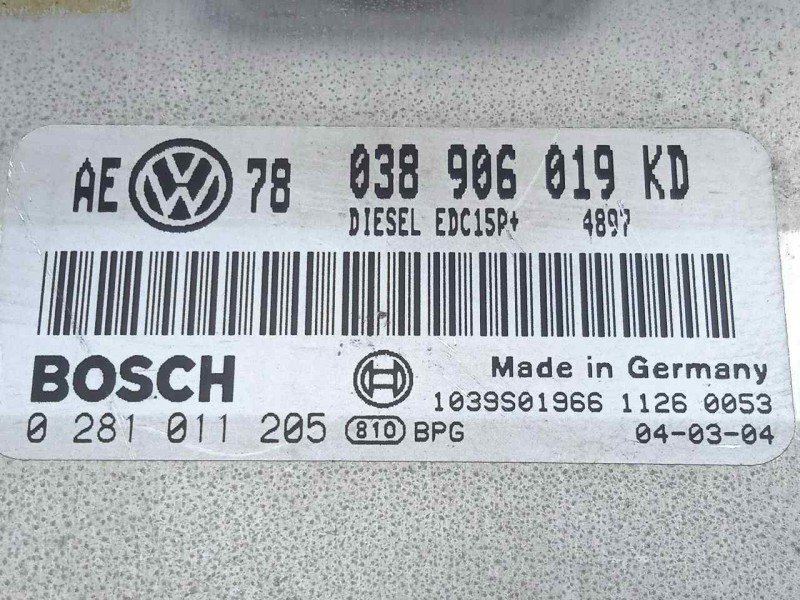 AE VW 78 038 906 019 KD
DIESEL EDC15P+ 4897
BOSCH Made in Germany
1039S01966 1126 0053
0 281 011 205 810 BPG 04-03-04